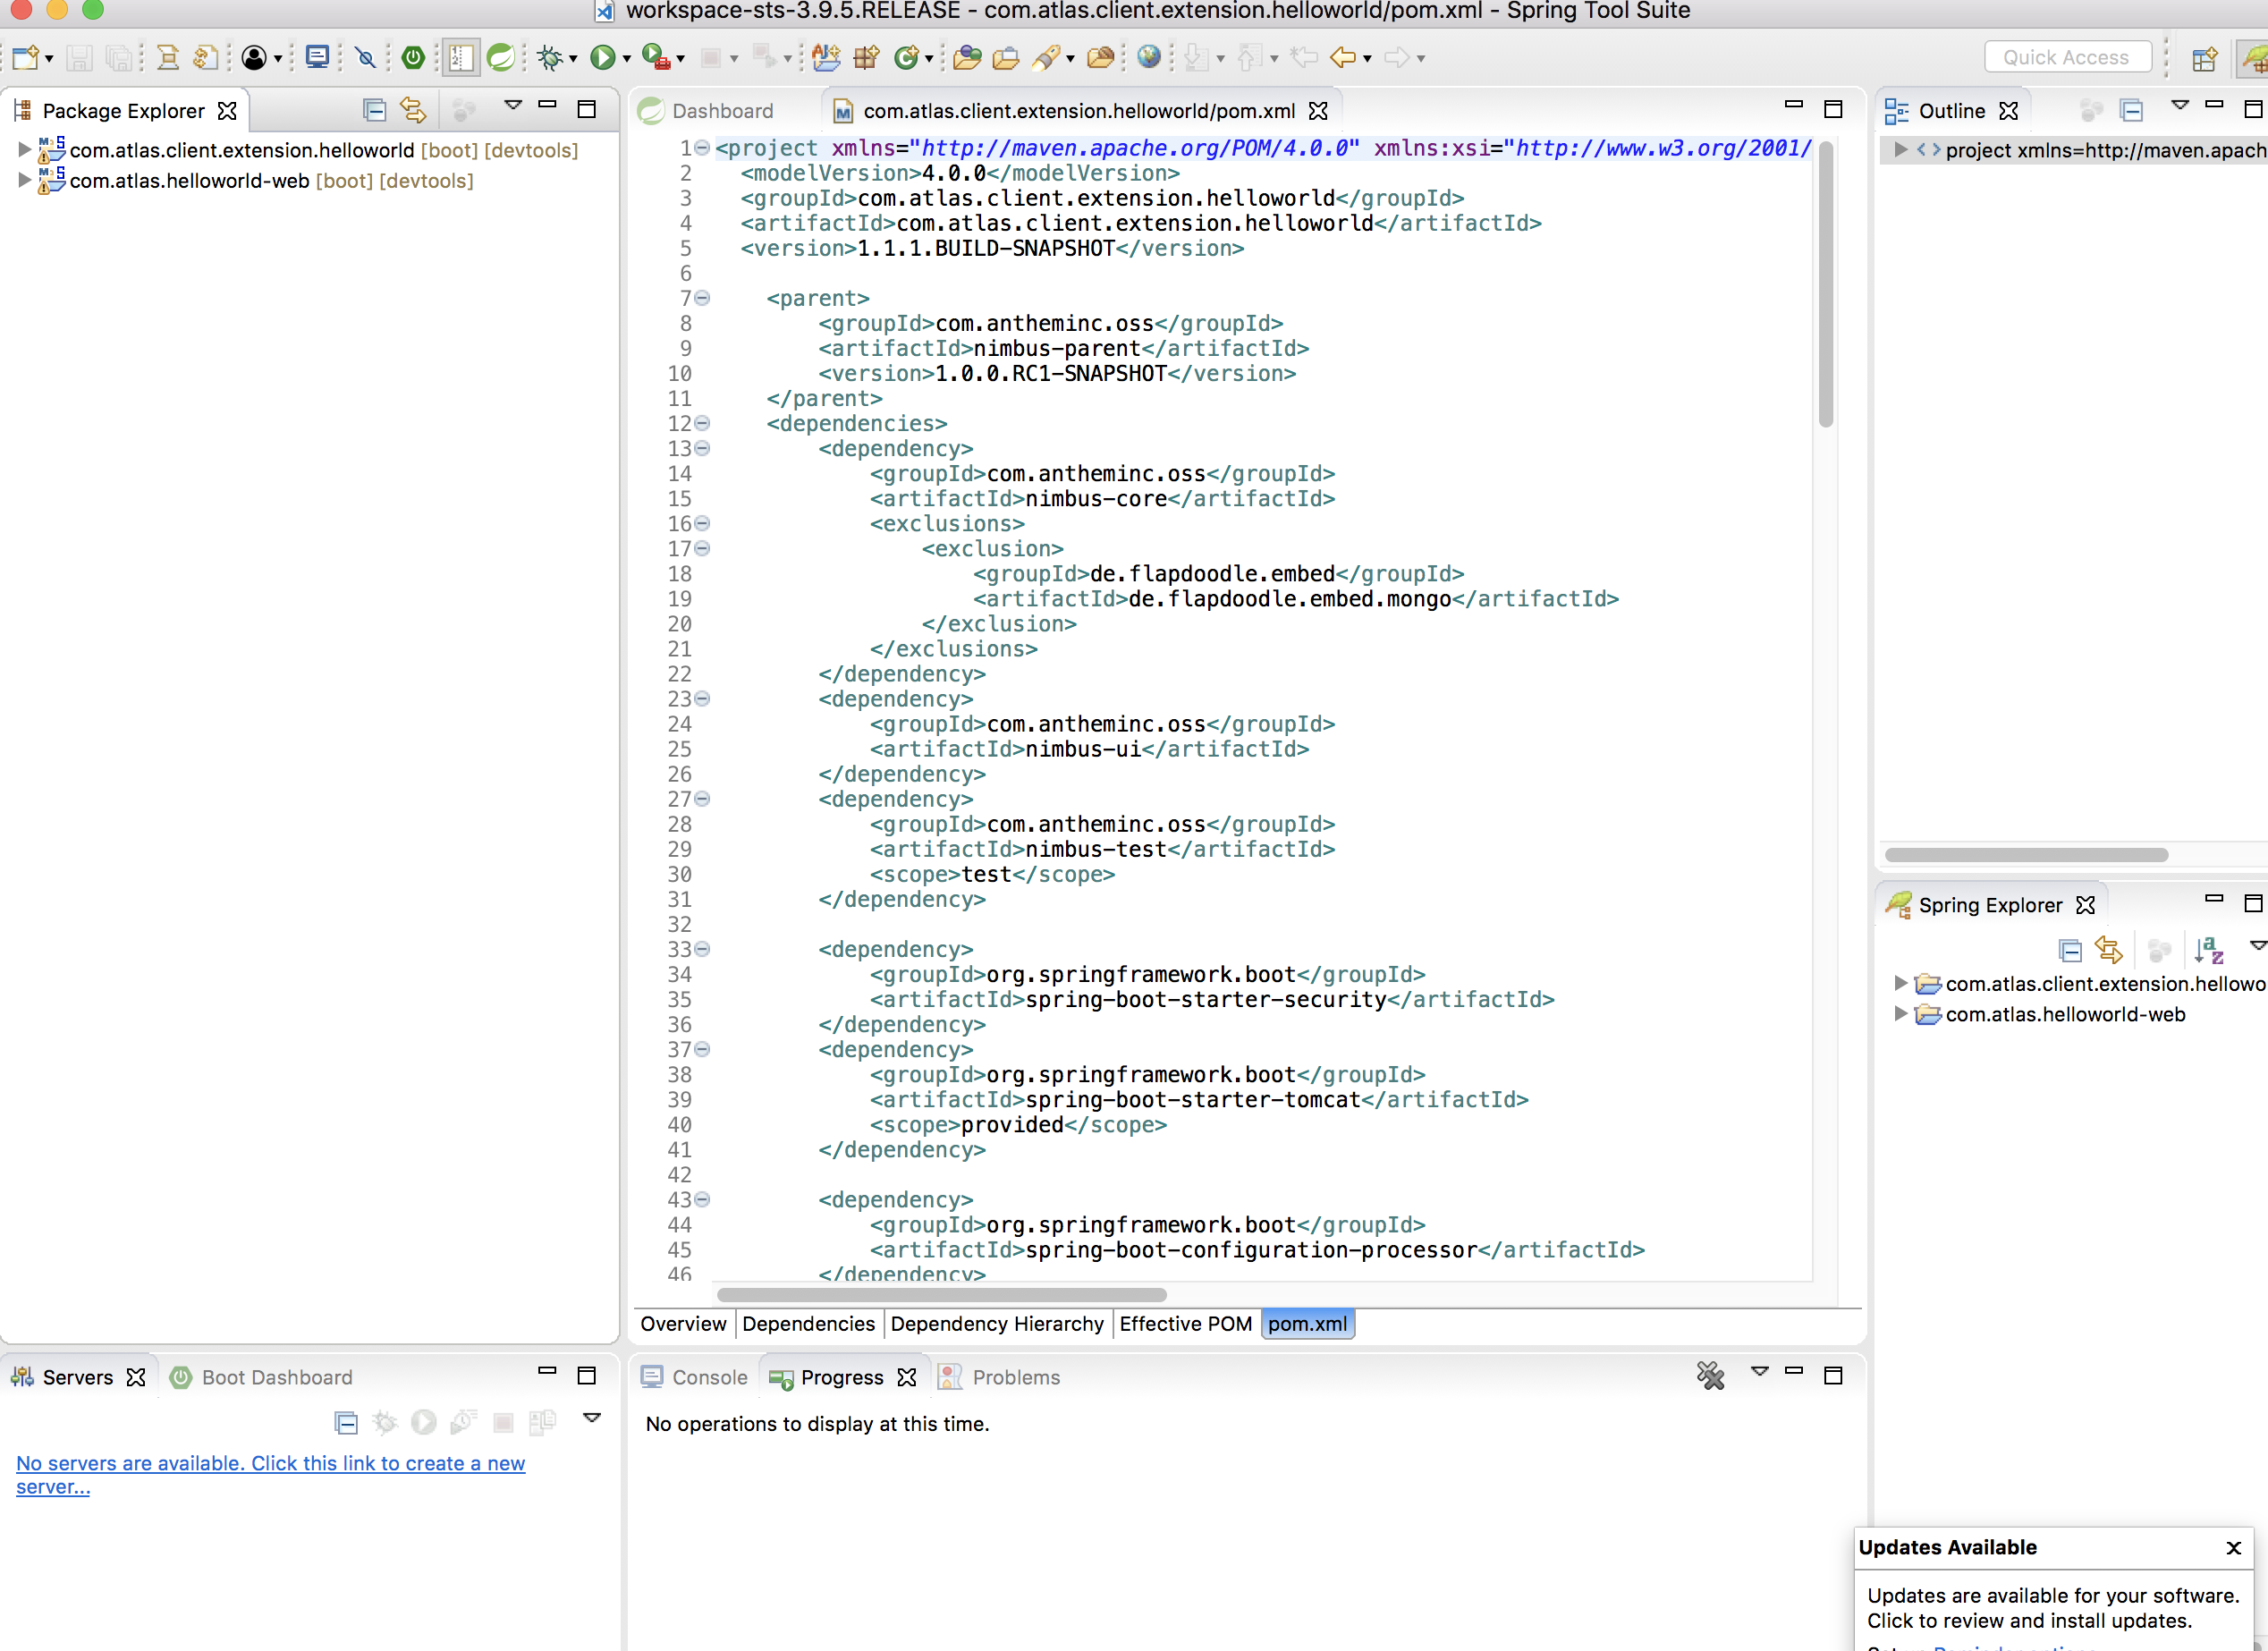 workspace-sts-3.9.5.RELEASE - com.atlas.client.extension.helloworld/pom.xml - Spring Tool Suite
Quick Access
Package Explorer
com.atlas.client.extension.helloworld [boot] [devtools]
com.atlas.helloworld-web [boot] [devtools]
Dashboard
com.atlas.client.extension.helloworld/pom.xml
1 <project xmlns="http://maven.apache.org/POM/4.0.0" xmlns:xsi="http://www.w3.org/2001/
2 <modelVersion>4.0.0</modelVersion>
3 <groupId>com.atlas.client.extension.helloworld</groupId>
4 <artifactId>com.atlas.client.extension.helloworld</artifactId>
5 <version>1.1.1.BUILD-SNAPSHOT</version>
6
7 <parent>
8 <groupId>com.antheminc.oss</groupId>
9 <artifactId>nimbus-parent</artifactId>
10 <version>1.0.0.RC1-SNAPSHOT</version>
11 </parent>
12 <dependencies>
13 <dependency>
14 <groupId>com.antheminc.oss</groupId>
15 <artifactId>nimbus-core</artifactId>
16 <exclusions>
17 <exclusion>
18 <groupId>de.flapdoodle.embed</groupId>
19 <artifactId>de.flapdoodle.embed.mongo</artifactId>
20 </exclusion>
21 </exclusions>
22 </dependency>
23 <dependency>
24 <groupId>com.antheminc.oss</groupId>
25 <artifactId>nimbus-ui</artifactId>
26 </dependency>
27 <dependency>
28 <groupId>com.antheminc.oss</groupId>
29 <artifactId>nimbus-test</artifactId>
30 <scope>test</scope>
31 </dependency>
32
33 <dependency>
34 <groupId>org.springframework.boot</groupId>
35 <artifactId>spring-boot-starter-security</artifactId>
36 </dependency>
37 <dependency>
38 <groupId>org.springframework.boot</groupId>
39 <artifactId>spring-boot-starter-tomcat</artifactId>
40 <scope>provided</scope>
41 </dependency>
42
43 <dependency>
44 <groupId>org.springframework.boot</groupId>
45 <artifactId>spring-boot-configuration-processor</artifactId>
46 </dependency>
Overview Dependencies Dependency Hierarchy Effective POM pom.xml
Outline
project xmlns=http://maven.apach
Spring Explorer
com.atlas.client.extension.hellowo
com.atlas.helloworld-web
Servers Boot Dashboard
No servers are available. Click this link to create a new
server...
Console Progress Problems
No operations to display at this time.
Updates Available
Updates are available for your software.
Click to review and install updates.